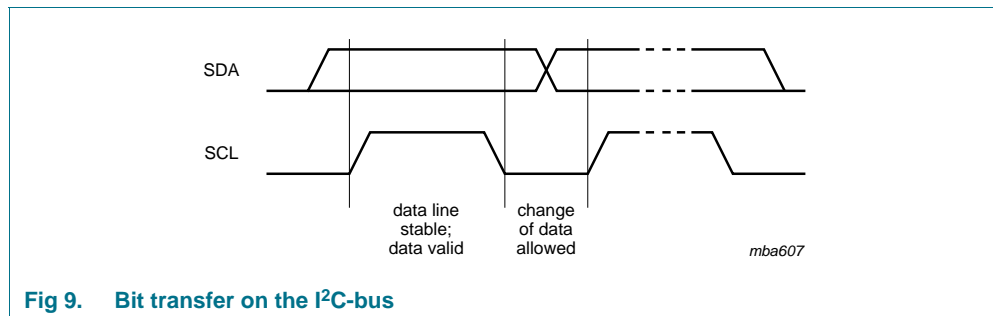 SDA
SCL
data line
stable;
data valid
change
of data
allowed
mba607
Fig 9. Bit transfer on the I²C-bus